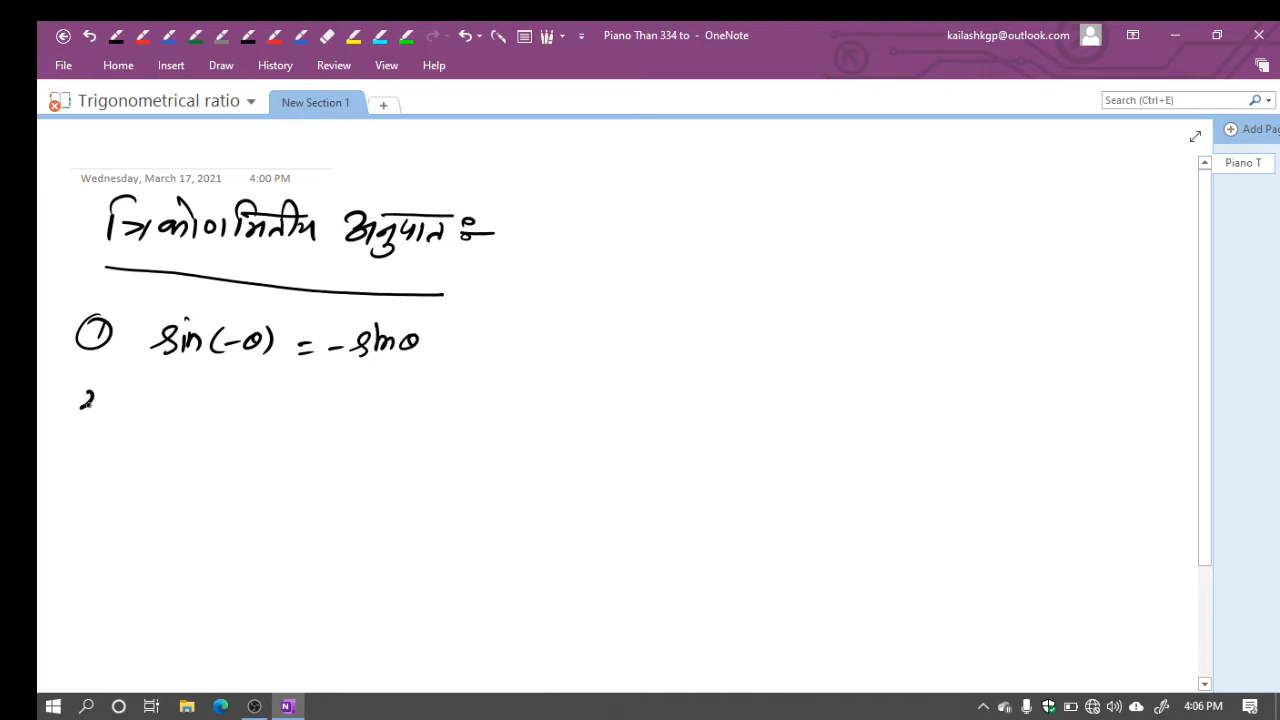 Piano Than 334 to - OneNote
kailashkgp@outlook.com
File Home Insert Draw History Review View Help
Trigonometrical ratio
New Section 1
+
Search (Ctrl+E)
Add Pag
Piano T
Wednesday, March 17, 2021 4:00 PM
त्रिकोणमितीय अनुपात :-
① sin(-θ) = -sinθ
2
4:06 PM